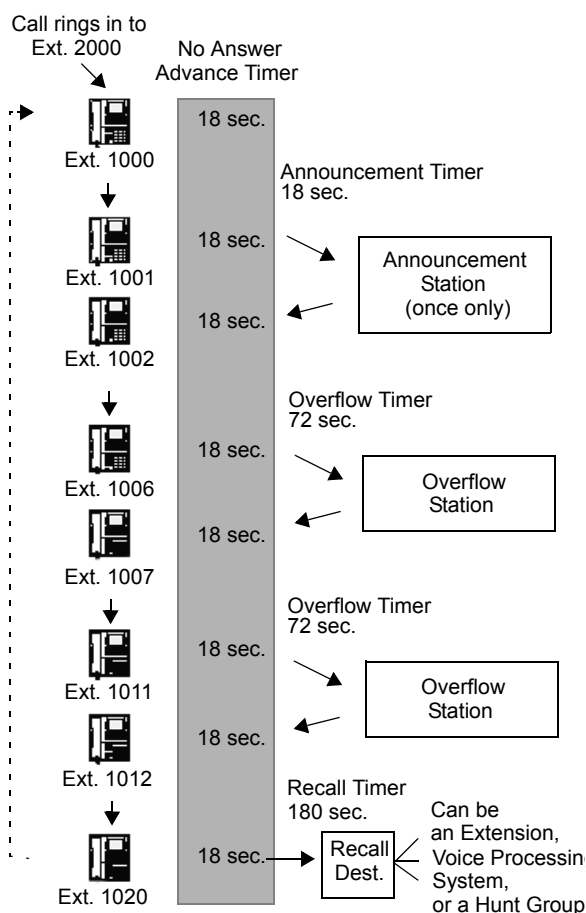 Call rings in to
Ext. 2000
No Answer
Advance Timer
18 sec.
Ext. 1000
Announcement Timer
18 sec.
18 sec.
Ext. 1001
Announcement
Station
(once only)
18 sec.
Ext. 1002
Overflow Timer
72 sec.
18 sec.
Ext. 1006
Overflow
Station
18 sec.
Ext. 1007
Overflow Timer
72 sec.
18 sec.
Ext. 1011
Overflow
Station
18 sec.
Ext. 1012
Recall Timer
180 sec.
18 sec.
Ext. 1020
Recall
Dest.
Can be
an Extension,
Voice Processing
System,
or a Hunt Group